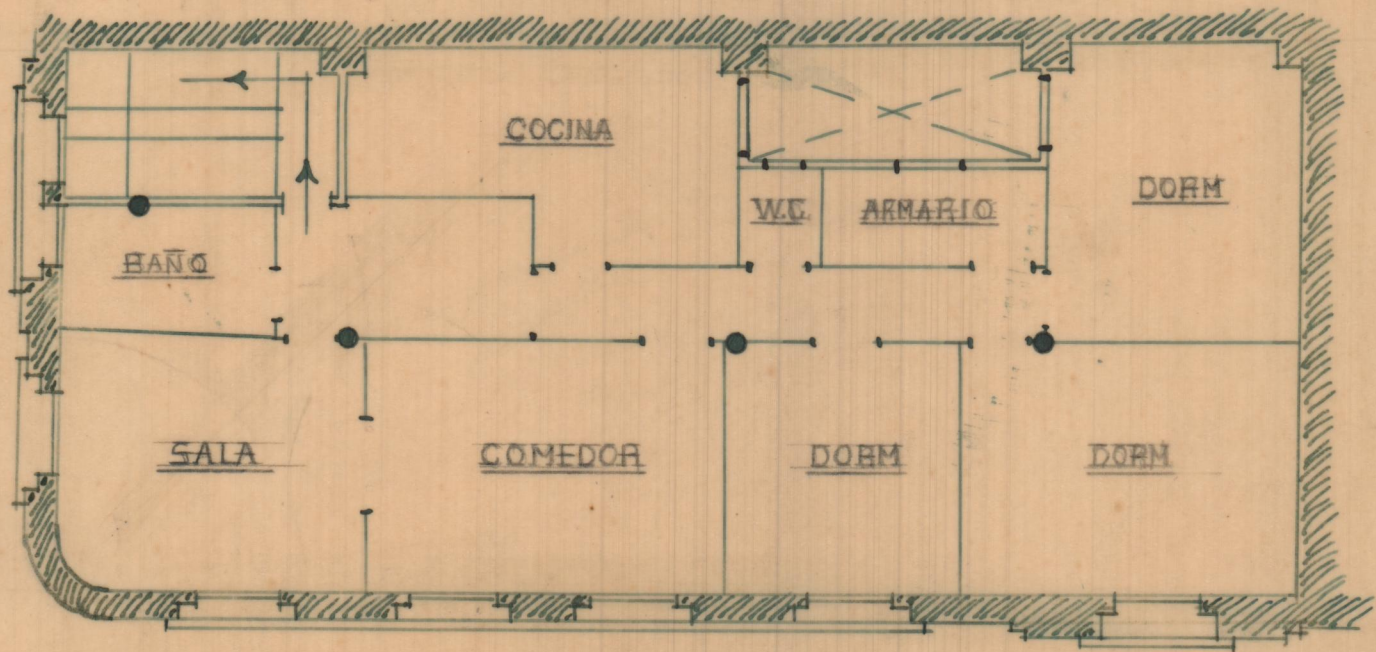 COCINA
DORM
W.C
ARMARIO
BAÑO
SALA
COMEDOR
DORM
DORM